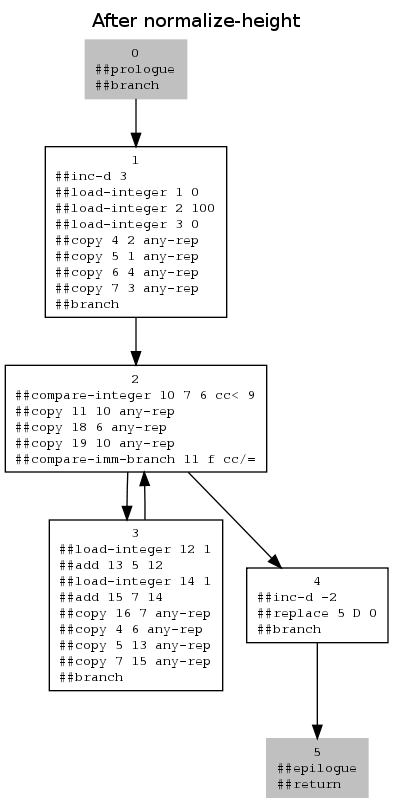 After normalize-height
0
##prologue
##branch
1
##inc-d 3
##load-integer 1 0
##load-integer 2 100
##load-integer 3 0
##copy 4 2 any-rep
##copy 5 1 any-rep
##copy 6 4 any-rep
##copy 7 3 any-rep
##branch
2
##compare-integer 10 7 6 cc< 9
##copy 11 10 any-rep
##copy 18 6 any-rep
##copy 19 10 any-rep
##compare-imm-branch 11 f cc/=
3
##load-integer 12 1
##add 13 5 12
##load-integer 14 1
##add 15 7 14
##copy 16 7 any-rep
##copy 4 6 any-rep
##copy 5 13 any-rep
##copy 7 15 any-rep
##branch
4
##inc-d -2
##replace 5 D 0
##branch
5
##epilogue
##return